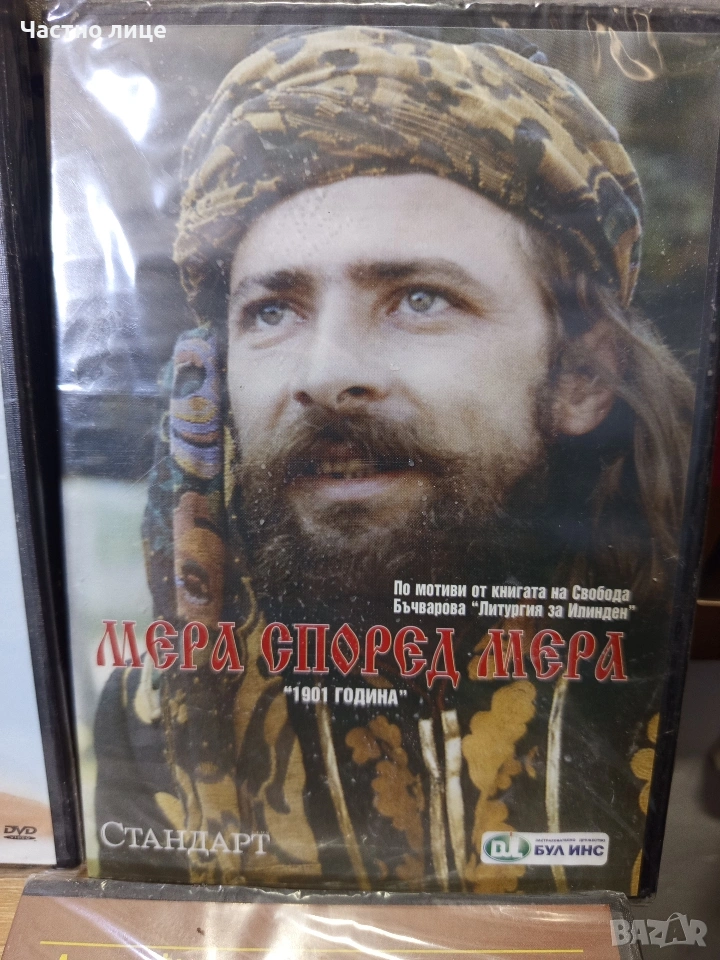 Частно лице
По мотиви от книгата на Свобода
Бъчварова "Литургия за Илинден"
МЕРА СПОРЕД МЕРА
"1901 ГОДИНА"
DVD
VIDEO
СТАНДАРТ
БУЛ ИНС
BAZAR